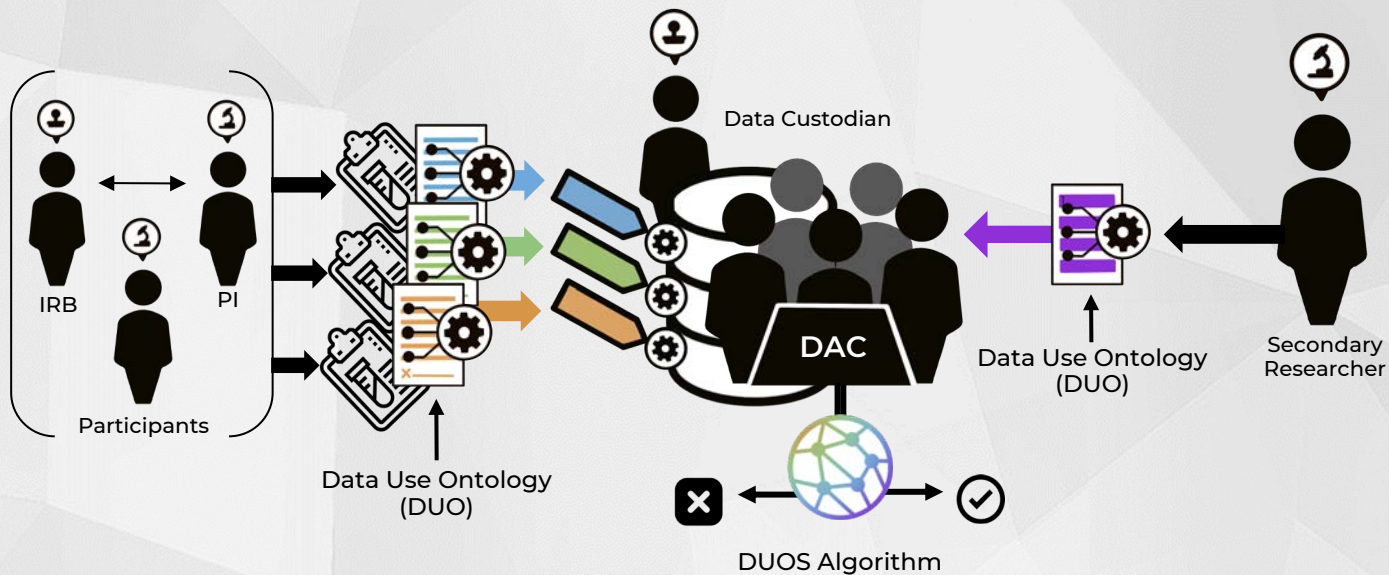 Data Custodian
IRB
PI
Participants
Data Use Ontology
(DUO)
DAC
DUOS Algorithm
Data Use Ontology
(DUO)
Secondary
Researcher